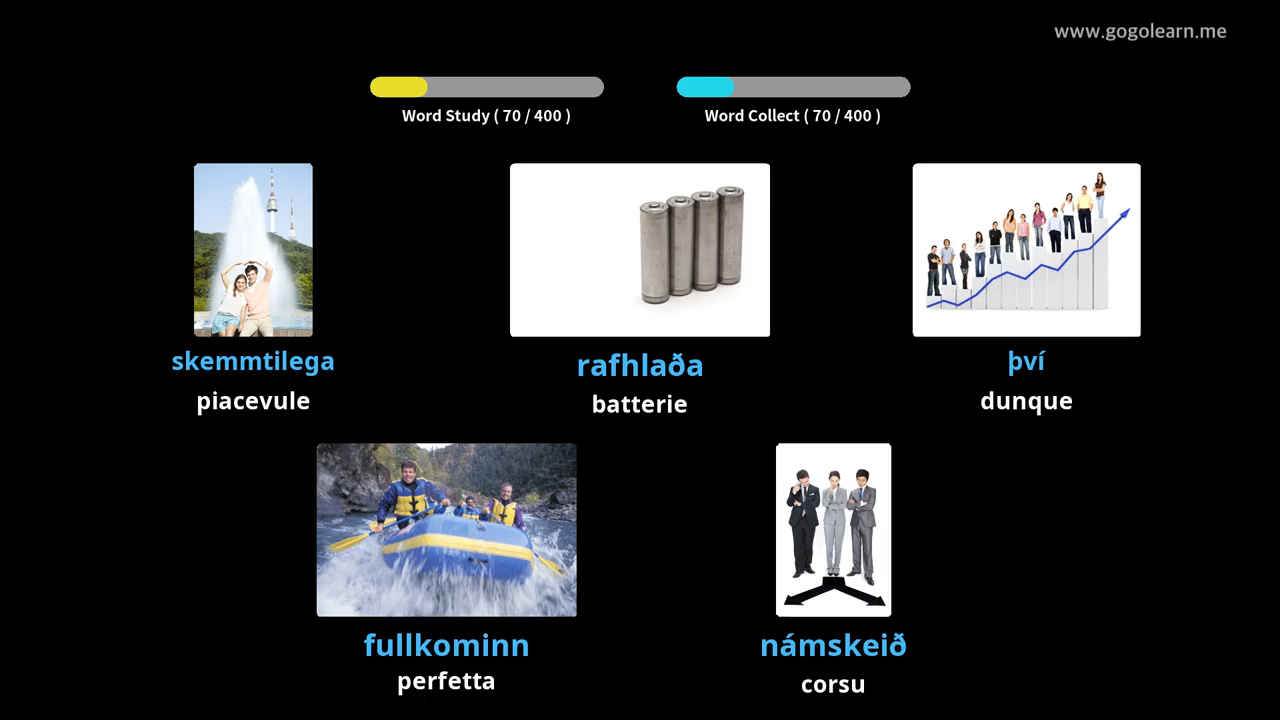 www.gogolearn.me
Word Study ( 70 / 400 )
Word Collect ( 70 / 400 )
skemmtilega
piacevule
rafhlaða
batterie
því
dunque
fullkominn
perfetta
námskeið
corsu